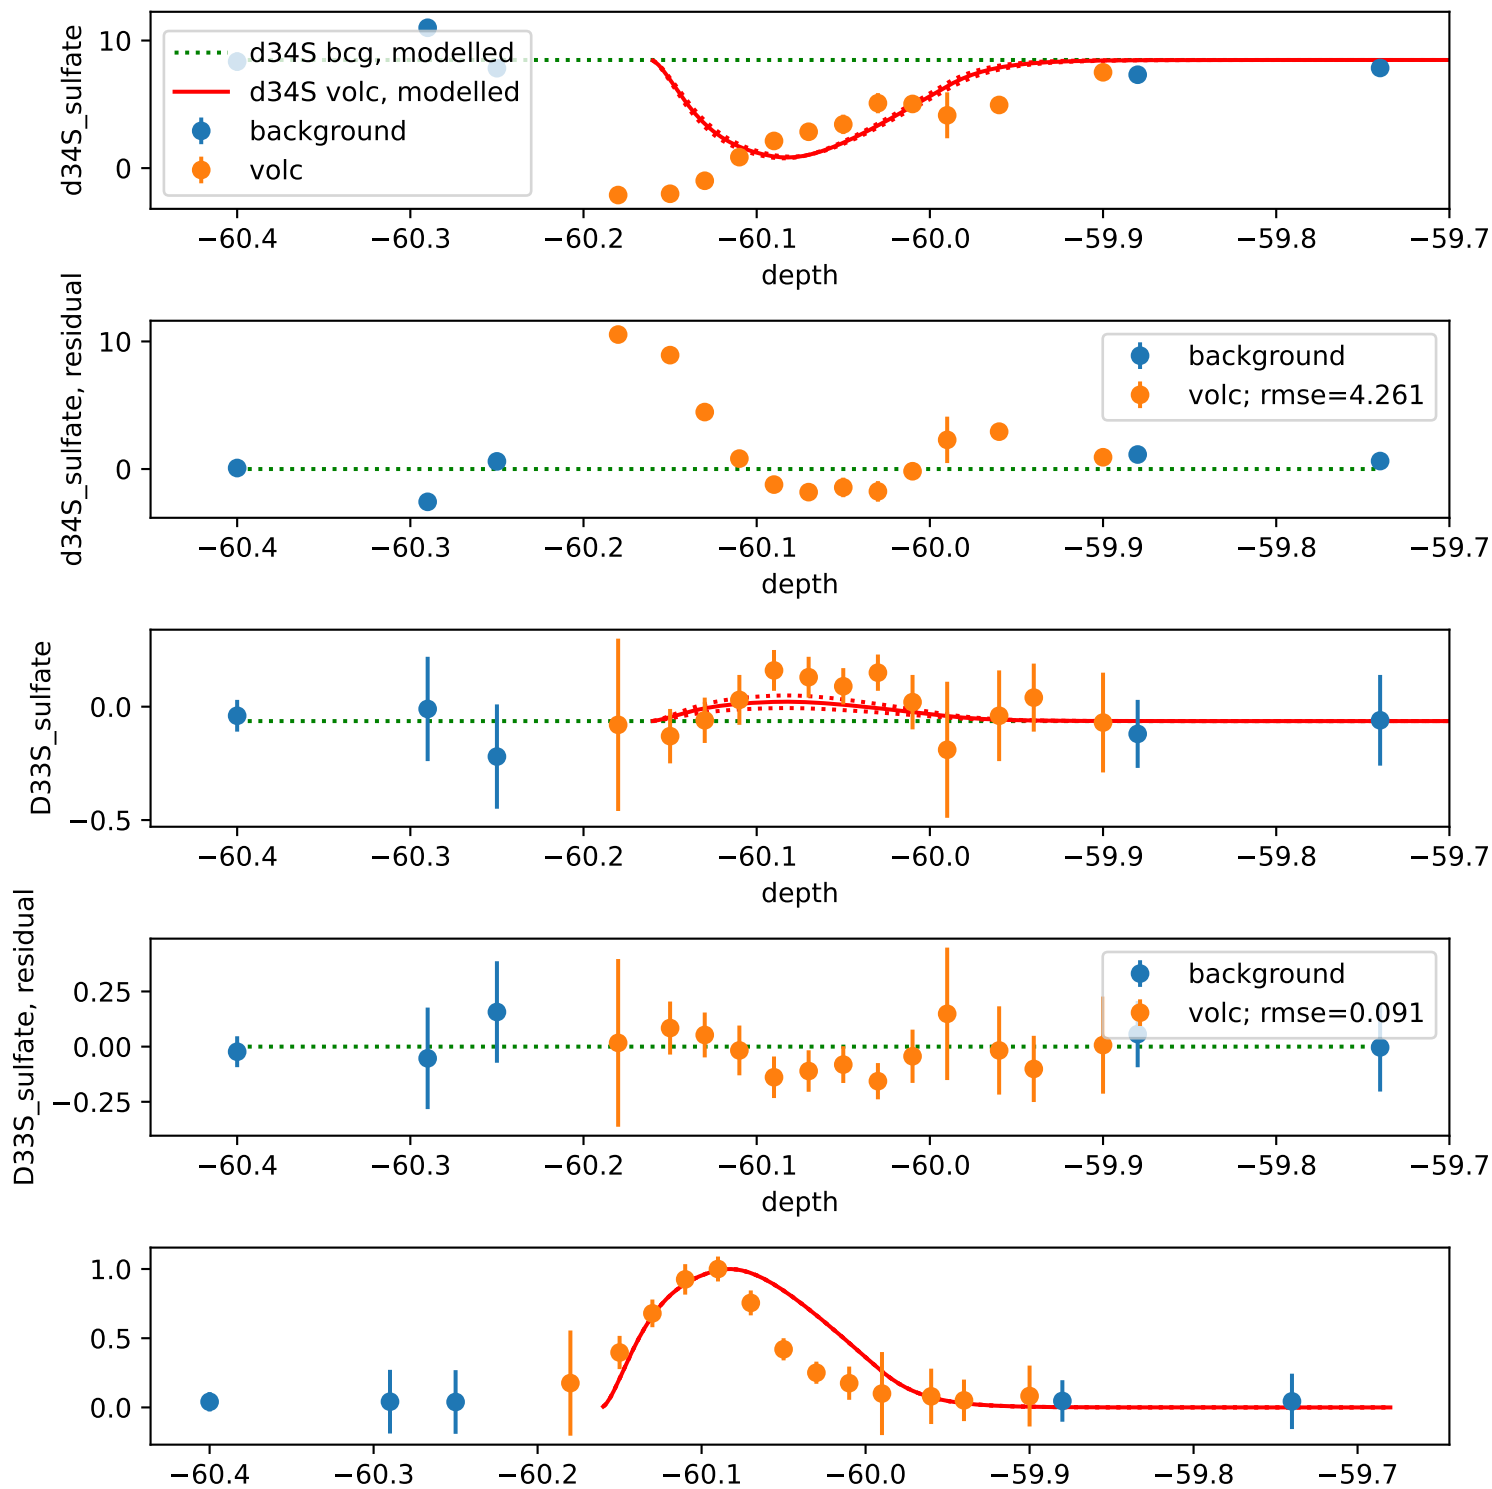 d34S_sulfate
10
0
d34S bcg, modelled
d34S volc, modelled
background
volc
−60.4 −60.3 −60.2 −60.1 −60.0 −59.9 −59.8 −59.7
depth
d34S_sulfate, residual
10
0
background
volc; rmse=4.261
−60.4 −60.3 −60.2 −60.1 −60.0 −59.9 −59.8 −59.7
depth
D33S_sulfate
0.0
−0.5
−60.4 −60.3 −60.2 −60.1 −60.0 −59.9 −59.8 −59.7
depth
D33S_sulfate, residual
0.25
0.00
−0.25
background
volc; rmse=0.091
−60.4 −60.3 −60.2 −60.1 −60.0 −59.9 −59.8 −59.7
depth
1.0
0.5
0.0
−60.4 −60.3 −60.2 −60.1 −60.0 −59.9 −59.8 −59.7